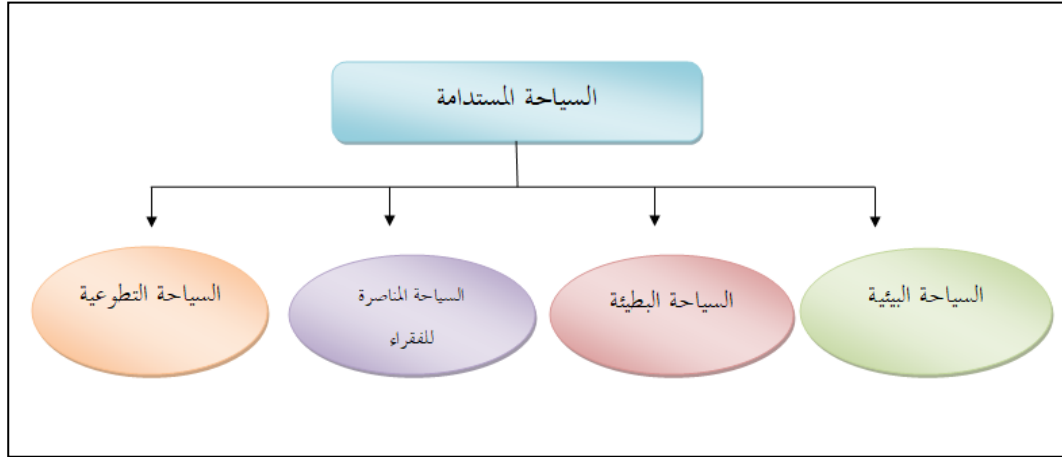 السياحة المستدامة
السياحة البيئية
السياحة البطيئة
السياحة المناصرة
للفقراء
السياحة التطوعية